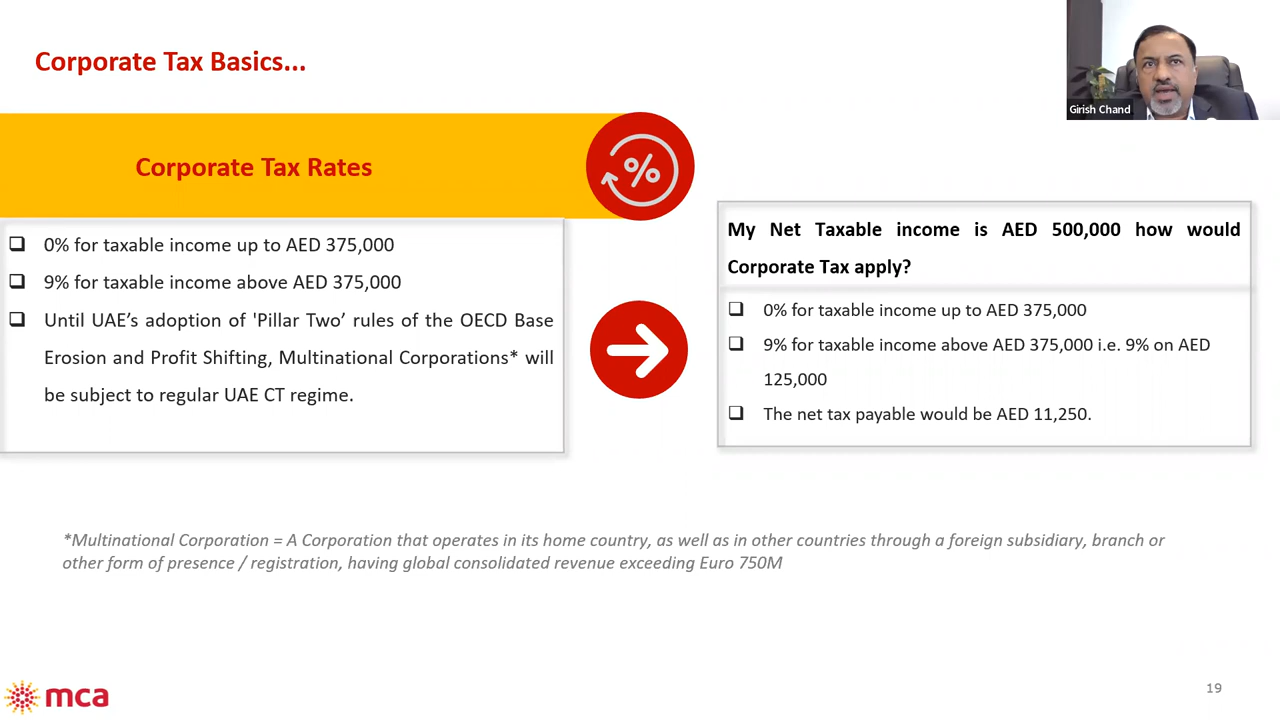 Corporate Tax Basics...
Girish Chand
Corporate Tax Rates
%
❑ 0% for taxable income up to AED 375,000
❑ 9% for taxable income above AED 375,000
❑ Until UAE’s adoption of 'Pillar Two’ rules of the OECD Base
Erosion and Profit Shifting, Multinational Corporations* will
be subject to regular UAE CT regime.
My Net Taxable income is AED 500,000 how would
Corporate Tax apply?
❑ 0% for taxable income up to AED 375,000
❑ 9% for taxable income above AED 375,000 i.e. 9% on AED
125,000
❑ The net tax payable would be AED 11,250.
*Multinational Corporation = A Corporation that operates in its home country, as well as in other countries through a foreign subsidiary, branch or
other form of presence / registration, having global consolidated revenue exceeding Euro 750M
mca
19